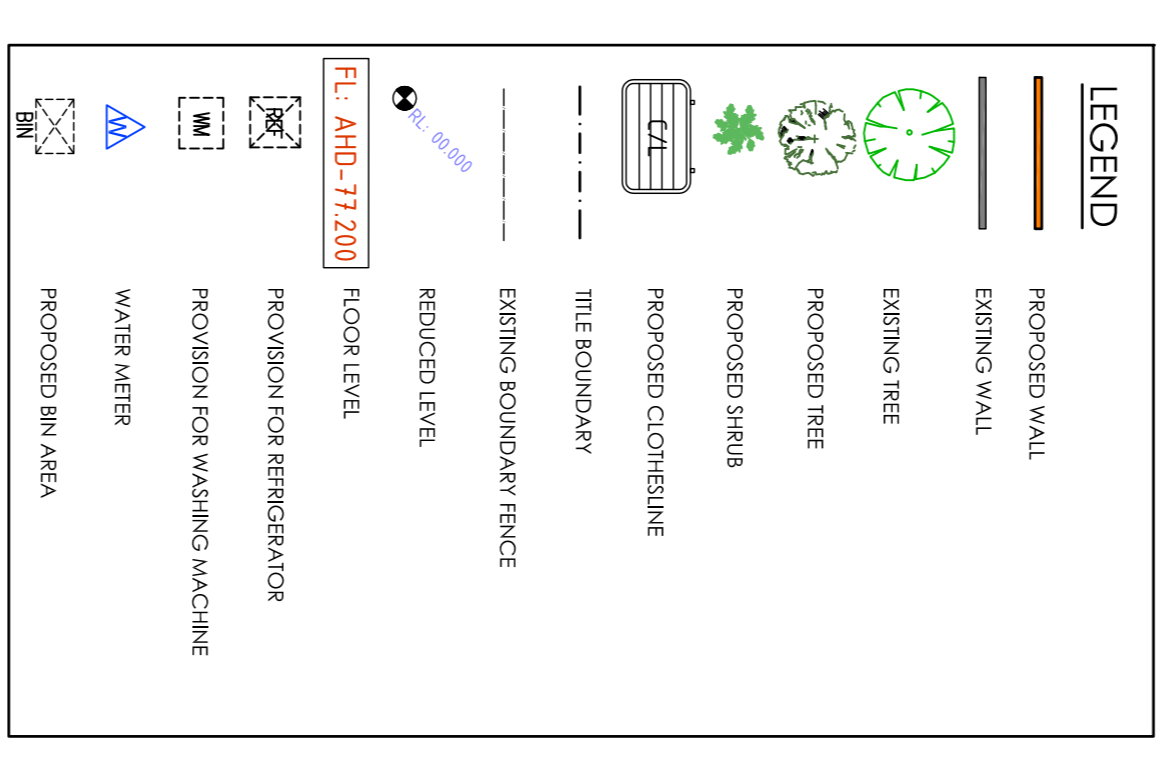 LEGEND
PROPOSED WALL
EXISTING WALL
EXISTING TREE
PROPOSED TREE
PROPOSED SHRUB
C/L PROPOSED CLOTHESLINE
TITLE BOUNDARY
EXISTING BOUNDARY FENCE
RL: 00.000 REDUCED LEVEL
FL: AHD-77.200 FLOOR LEVEL
REF PROVISION FOR REFRIGERATOR
WM PROVISION FOR WASHING MACHINE
W WATER METER
BIN PROPOSED BIN AREA